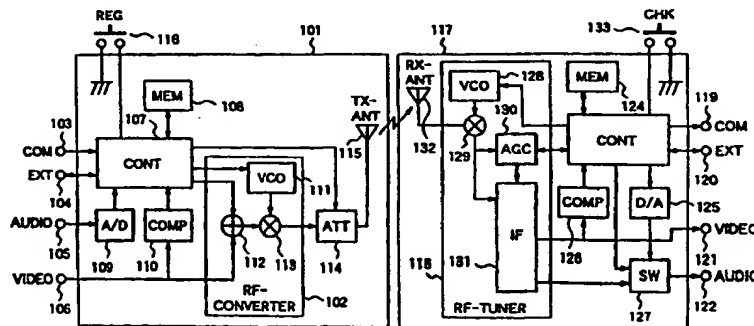 REG
116
101
117
133
CHK
MEM
108
107
TX-
ANT
115
RX-
ANT
132
VCO
128
129
130
AGC
MEM
124
119
COM
103
COM
EXT
104
CONT
CONT
EXT
120
VCO
111
AUDIO
105
A/D
109
COMP
110
112
113
ATT
114
COMP
126
D/A
125
VIDEO
121
IF
131
118
VIDEO
106
RF-
CONVERTER
102
RF-TUNER
SW
127
AUDIO
122